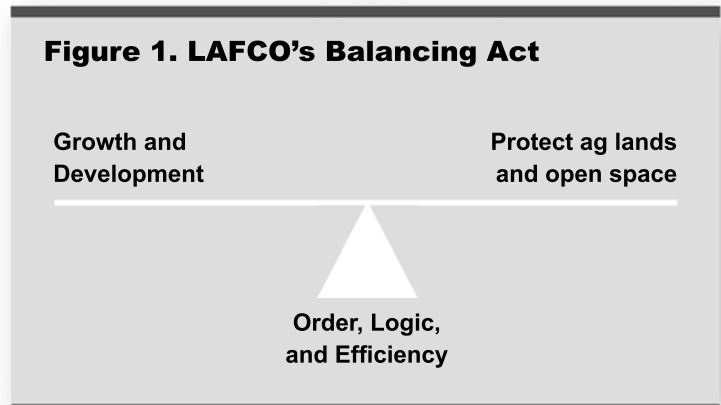 Figure 1. LAFCO’s Balancing Act
Growth and
Development
Protect ag lands
and open space
Order, Logic,
and Efficiency